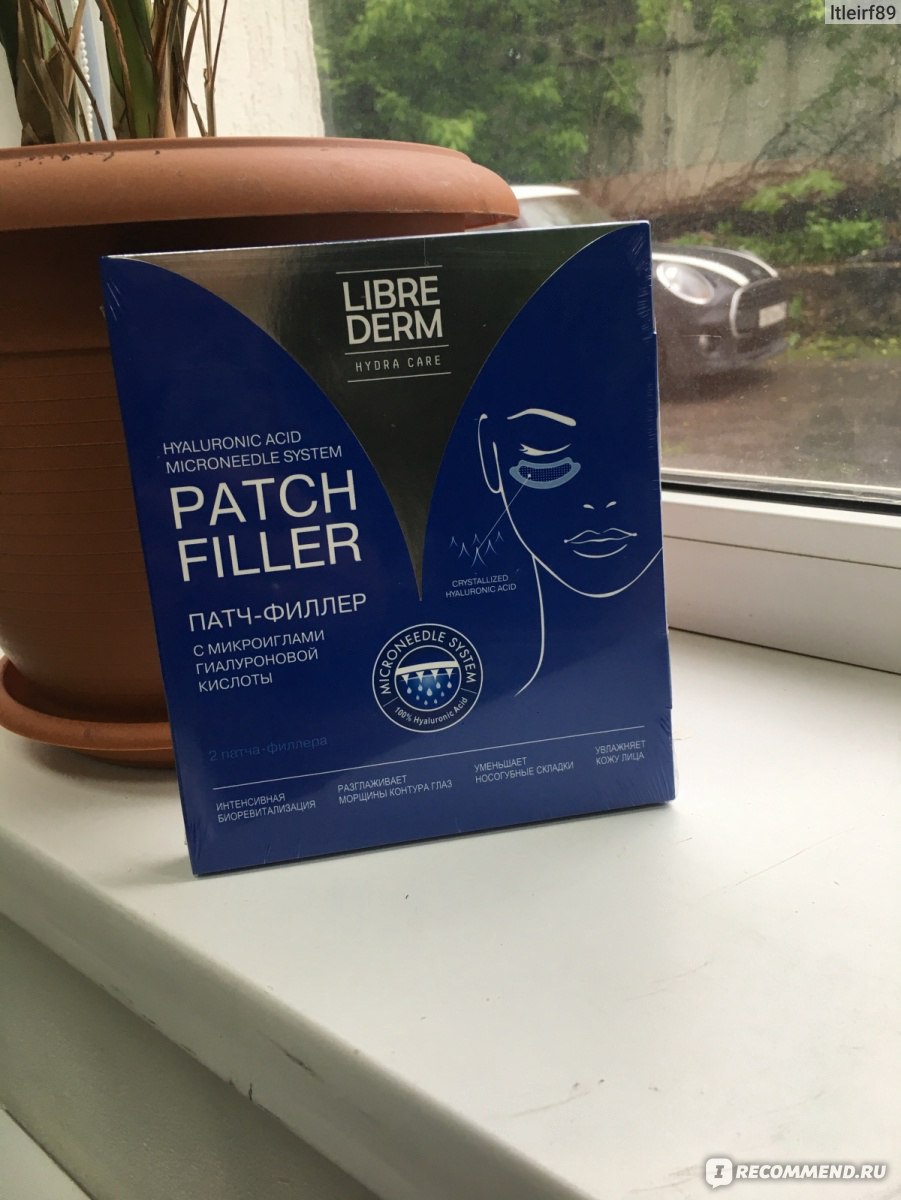 ltleirf89
LIBRE
DERM
HYDRA CARE
HYALURONIC ACID
MICRONEEDLE SYSTEM
PATCH
FILLER
ПАТЧ-ФИЛЛЕР
С МИКРОИГЛАМИ
ГИАЛУРОНОВОЙ
КИСЛОТЫ
CRYSTALLIZED
HYALURONIC ACID
MICRONEEDLE SYSTEM
100% Hyaluronic Acid
2 патча-филлера
ИНТЕНСИВНАЯ
БИОРЕВИТАЛИЗАЦИЯ
РАЗГЛАЖИВАЕТ
МОРЩИНЫ КОНТУРА ГЛАЗ
УМЕНЬШАЕТ
НОСОГУБНЫЕ СКЛАДКИ
УВЛАЖНЯЕТ
КОЖУ ЛИЦА
I RECOMMEND.RU